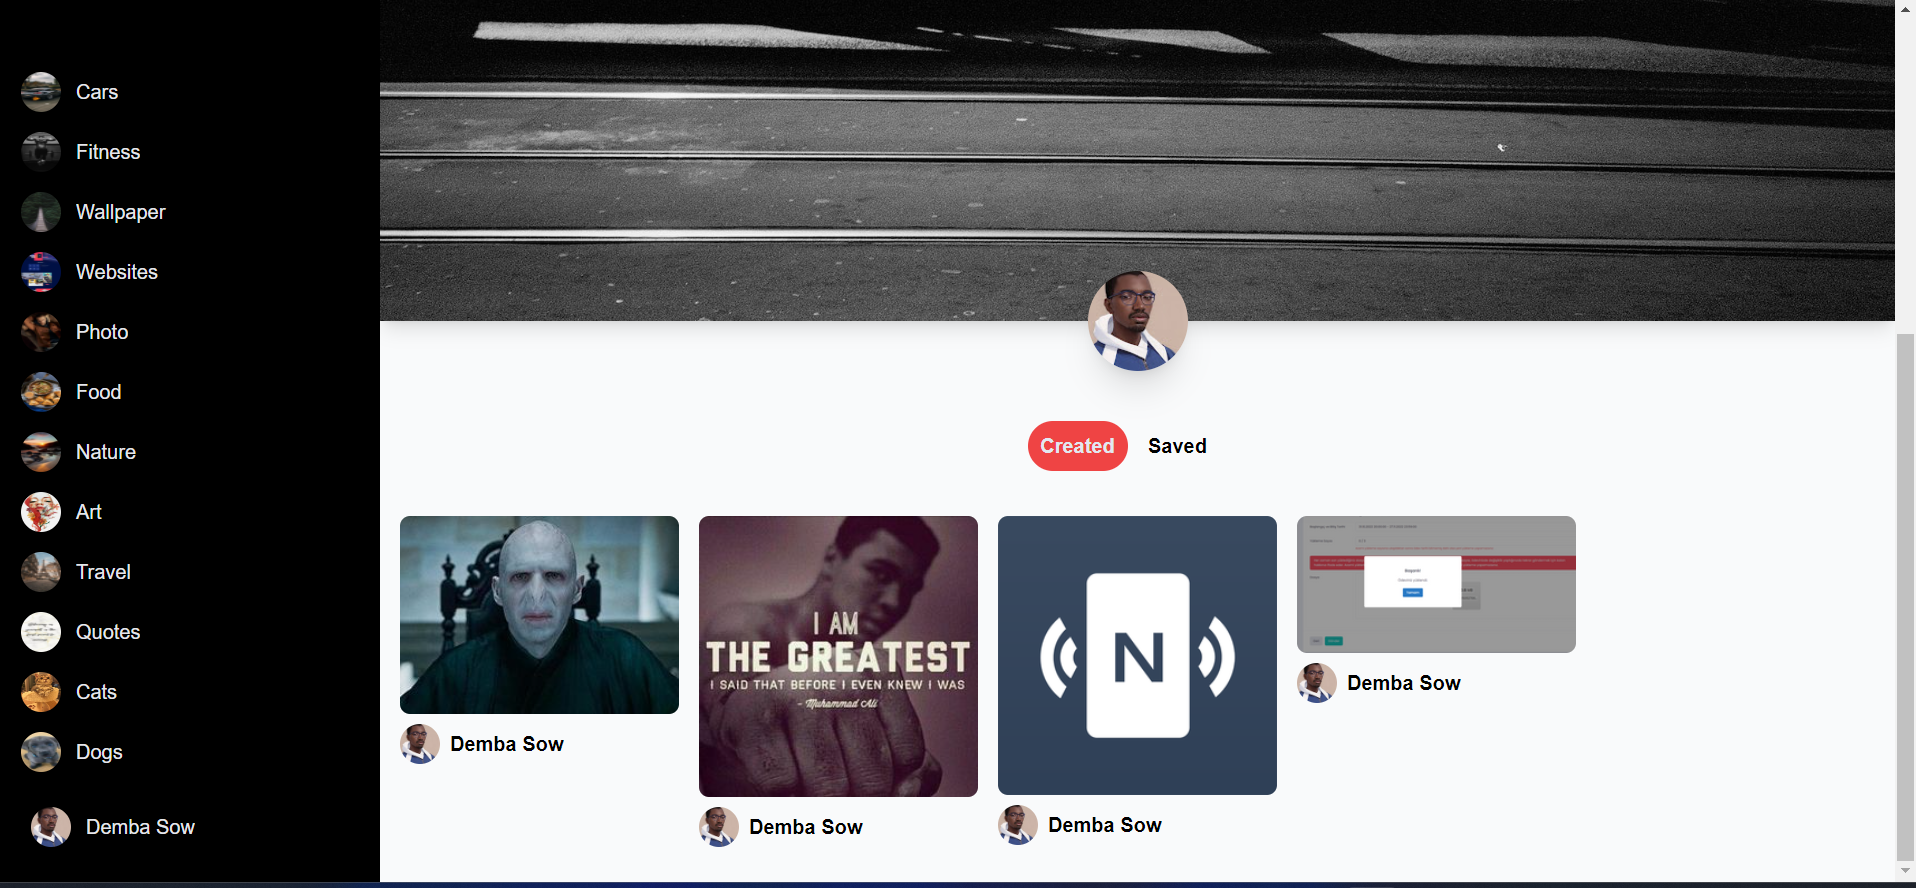 Cars
Fitness
Wallpaper
Websites
Photo
Food
Nature
Art
Travel
Quotes
Cats
Dogs
Demba Sow
Created
Saved
Demba Sow
I AM
THE GREATEST
I SAID THAT BEFORE I EVEN KNEW I WAS
- Muhammad Ali
Demba Sow
N
Demba Sow
Demba Sow